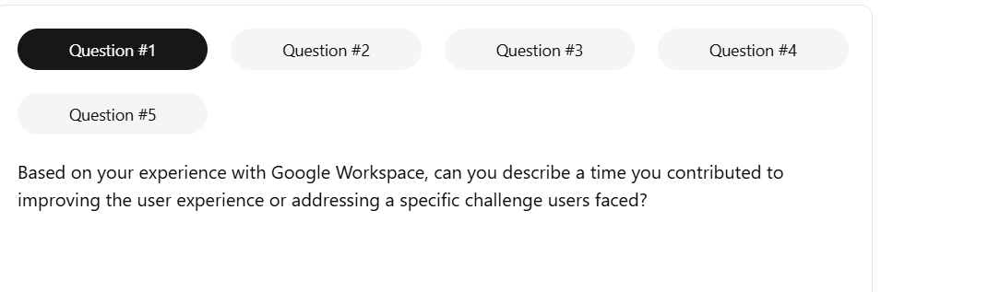 Question #1
Question #2
Question #3
Question #4
Question #5
Based on your experience with Google Workspace, can you describe a time you contributed to
improving the user experience or addressing a specific challenge users faced?